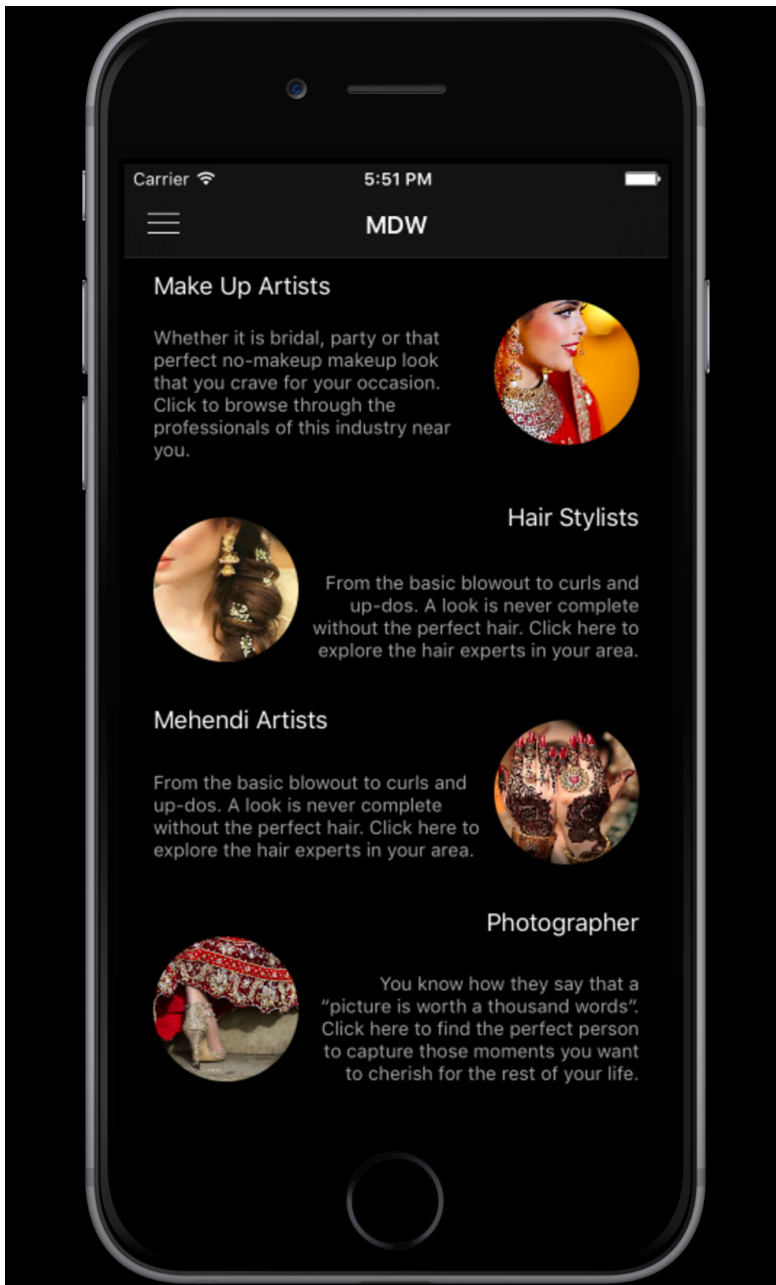 Carrier
5:51 PM
MDW
Make Up Artists
Whether it is bridal, party or that
perfect no-makeup makeup look
that you crave for your occasion.
Click to browse through the
professionals of this industry near
you.
Hair Stylists
From the basic blowout to curls and
up-dos. A look is never complete
without the perfect hair. Click here to
explore the hair experts in your area.
Mehendi Artists
From the basic blowout to curls and
up-dos. A look is never complete
without the perfect hair. Click here to
explore the hair experts in your area.
Photographer
You know how they say that a
“picture is worth a thousand words”.
Click here to find the perfect person
to capture those moments you want
to cherish for the rest of your life.